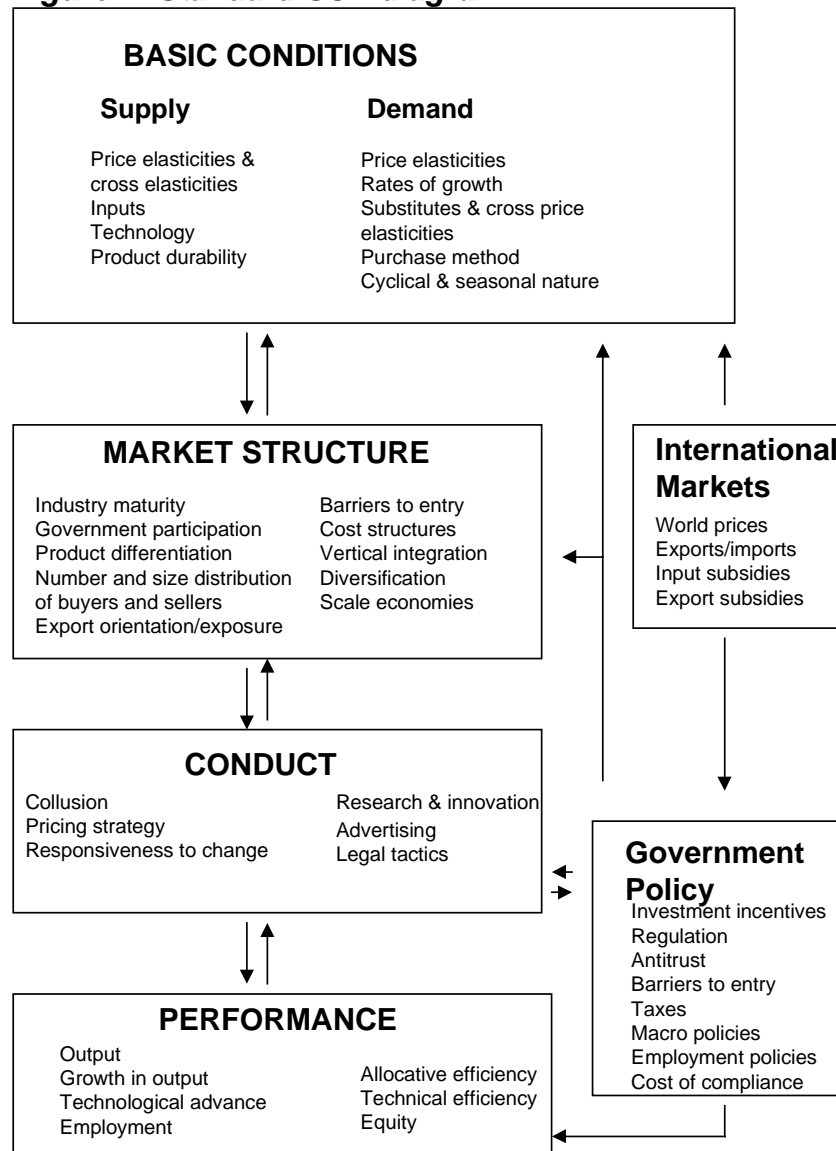 BASIC CONDITIONS
Supply
Price elasticities &
cross elasticities
Inputs
Technology
Product durability
Demand
Price elasticities
Rates of growth
Substitutes & cross price
elasticities
Purchase method
Cyclical & seasonal nature
MARKET STRUCTURE
Industry maturity
Government participation
Product differentiation
Number and size distribution
of buyers and sellers
Export orientation/exposure
Barriers to entry
Cost structures
Vertical integration
Diversification
Scale economies
International
Markets
World prices
Exports/imports
Input subsidies
Export subsidies
CONDUCT
Collusion
Pricing strategy
Responsiveness to change
Research & innovation
Advertising
Legal tactics
Government
Policy
Investment incentives
Regulation
Antitrust
Barriers to entry
Taxes
Macro policies
Employment policies
Cost of compliance
PERFORMANCE
Output
Growth in output
Technological advance
Employment
Allocative efficiency
Technical efficiency
Equity